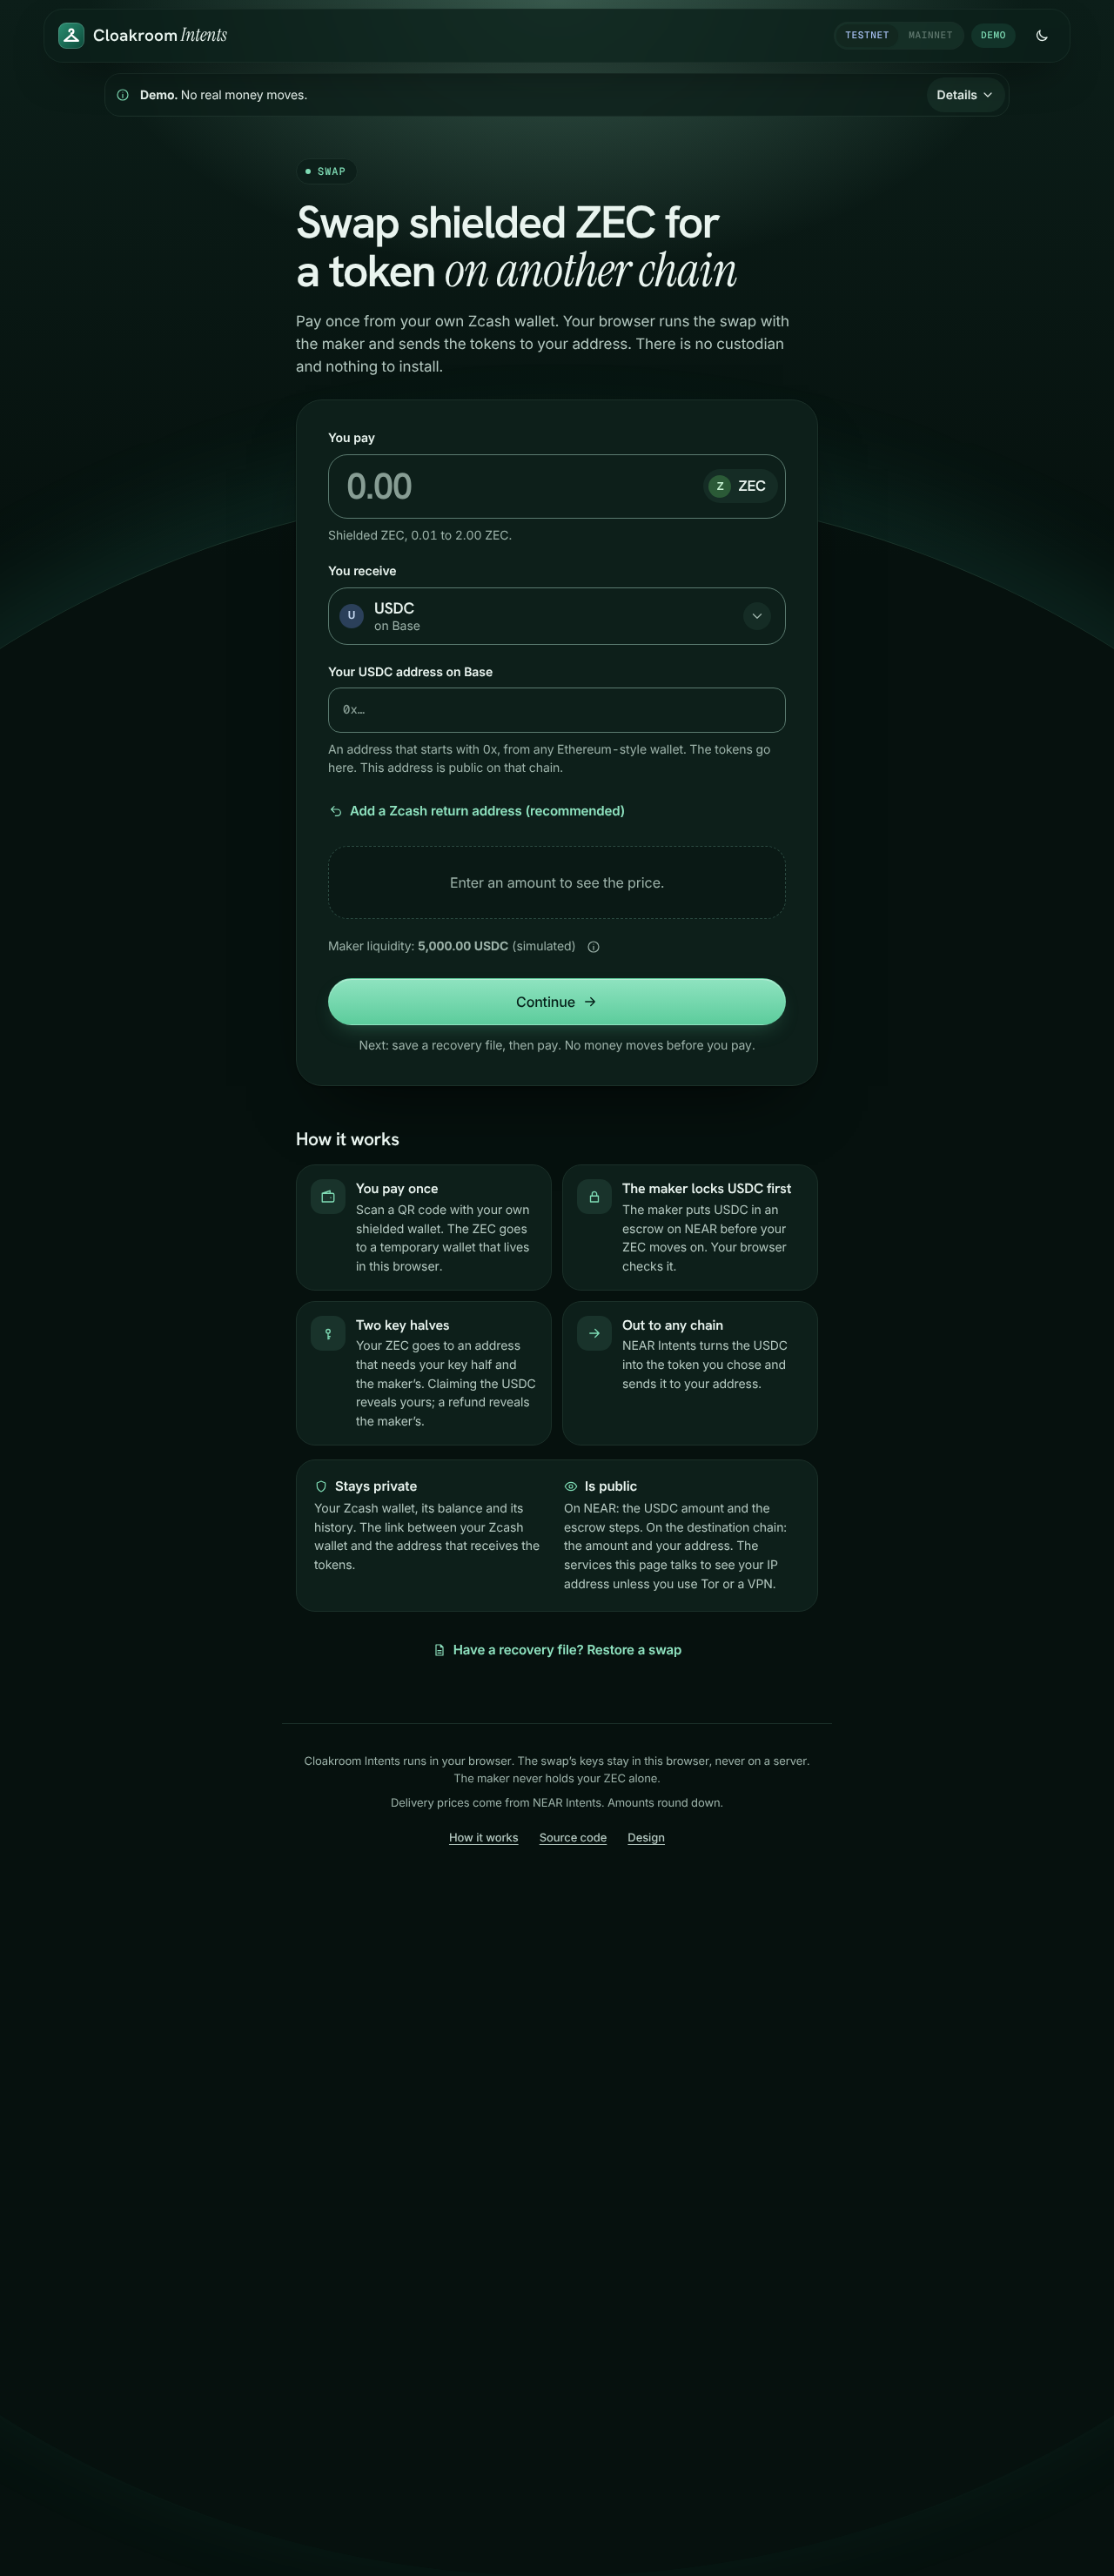 Cloakroom Intents
TESTNET MAINNET DEMO
Demo. No real money moves.
Details
SWAP
Swap shielded ZEC for
a token on another chain
Pay once from your own Zcash wallet. Your browser runs the swap with
the maker and sends the tokens to your address. There is no custodian
and nothing to install.
You pay
0.00
Z ZEC
Shielded ZEC, 0.01 to 2.00 ZEC.
You receive
U USDC
on Base
Your USDC address on Base
0x…
An address that starts with 0x, from any Ethereum-style wallet. The tokens go
here. This address is public on that chain.
Add a Zcash return address (recommended)
Enter an amount to see the price.
Maker liquidity: 5,000.00 USDC (simulated)
Continue →
Next: save a recovery file, then pay. No money moves before you pay.
How it works
You pay once
Scan a QR code with your own
shielded wallet. The ZEC goes
to a temporary wallet that lives
in this browser.
The maker locks USDC first
The maker puts USDC in an
escrow on NEAR before your
ZEC moves on. Your browser
checks it.
Two key halves
Your ZEC goes to an address
that needs your key half and
the maker’s. Claiming the USDC
reveals yours; a refund reveals
the maker’s.
Out to any chain
NEAR Intents turns the USDC
into the token you chose and
sends it to your address.
Stays private
Your Zcash wallet, its balance and its
history. The link between your Zcash
wallet and the address that receives the
tokens.
Is public
On NEAR: the USDC amount and the
escrow steps. On the destination chain:
the amount and your address. The
services this page talks to see your IP
address unless you use Tor or a VPN.
Have a recovery file? Restore a swap
Cloakroom Intents runs in your browser. The swap’s keys stay in this browser, never on a server.
The maker never holds your ZEC alone.
Delivery prices come from NEAR Intents. Amounts round down.
How it works Source code Design